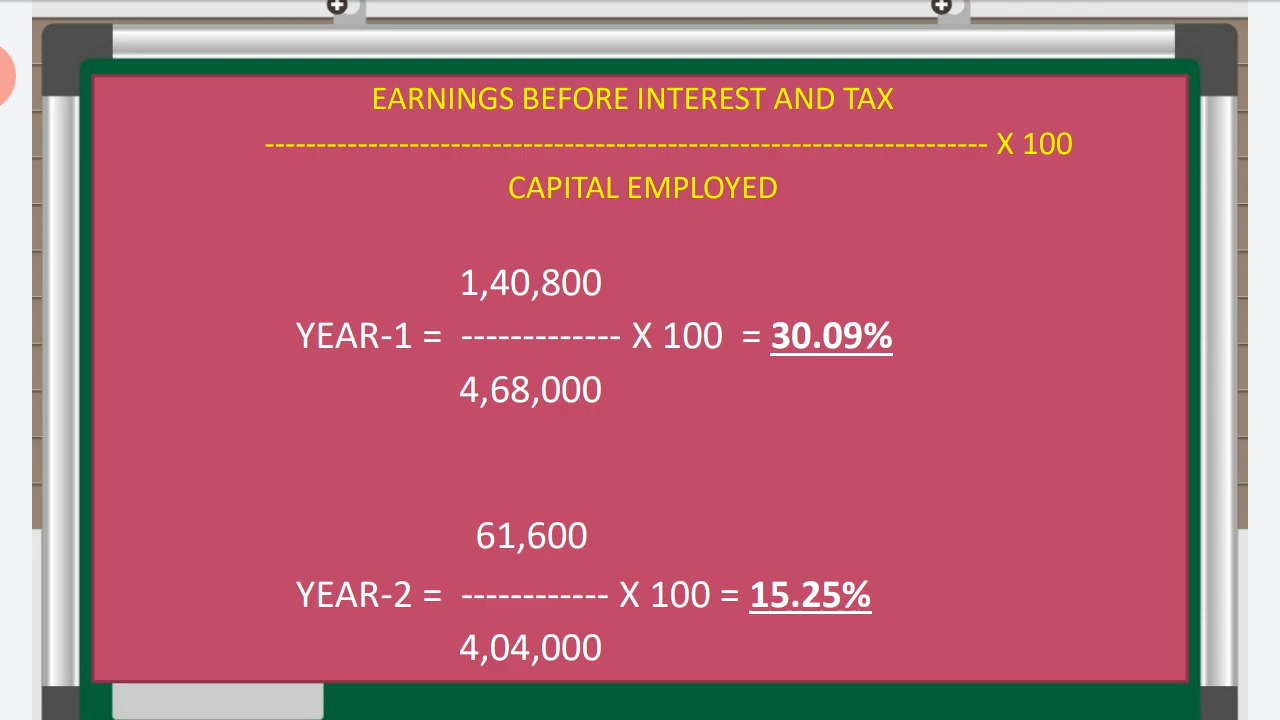 EARNINGS BEFORE INTEREST AND TAX
---------------------------------------------------------------------- X 100
CAPITAL EMPLOYED
1,40,800
YEAR-1 = ------------- X 100 = 30.09%
4,68,000
61,600
YEAR-2 = ------------ X 100 = 15.25%
4,04,000